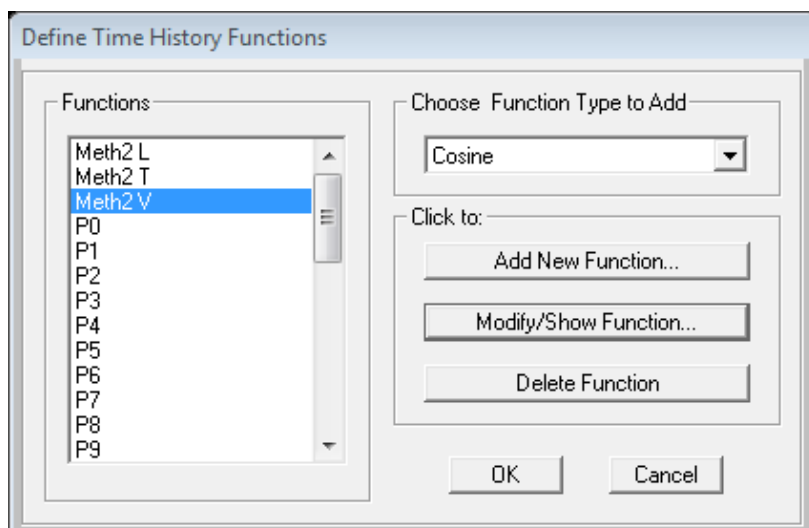 Define Time History Functions
Functions
Meth2 L
Meth2 T
Meth2 V
P0
P1
P2
P3
P4
P5
P6
P7
P8
P9
Choose Function Type to Add
Cosine
Click to:
Add New Function...
Modify/Show Function...
Delete Function
OK
Cancel